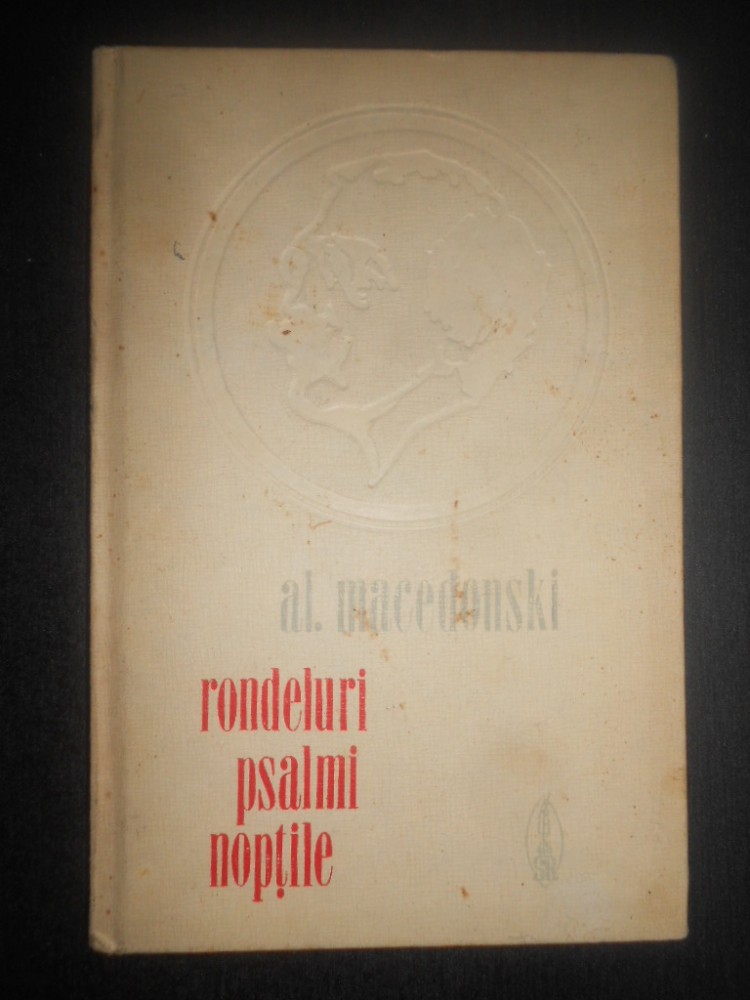 al. macedonski
rondeluri
psalmi
nopțile